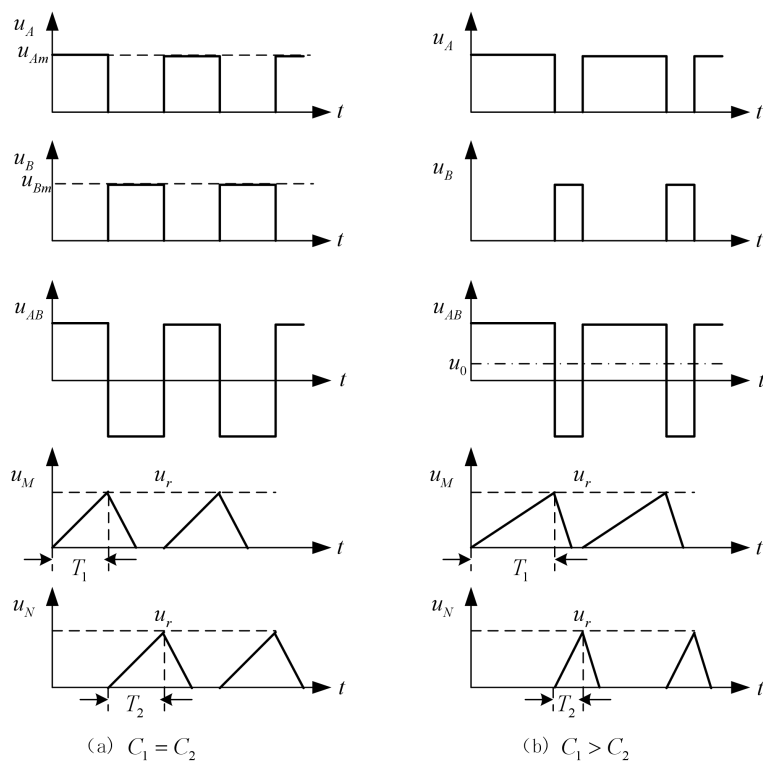 u_A
u_Am
t
u_B
u_Bm
t
u_AB
t
u_M
u_r
t
T_1
u_N
u_r
t
T_2
(a) C_1 = C_2
u_A
t
u_B
t
u_AB
u_0
t
u_M
u_r
t
T_1
u_N
u_r
t
T_2
(b) C_1 > C_2